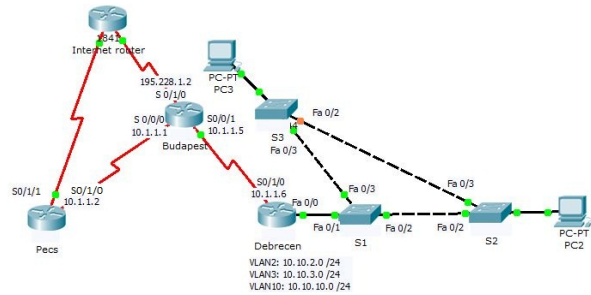 1841
Internet router
195.228.1.2
S 0/1/0
S 0/0/0
10.1.1.1
S0/0/1
10.1.1.5
Budapest
PC-PT
PC3
S3
Fa 0/2
Fa 0/3
S0/1/1
S0/1/0
10.1.1.2
Pecs
S0/1/0
10.1.1.6
Fa 0/0
Debrecen
Fa 0/1
Fa 0/3
S1
Fa 0/2
Fa 0/3
Fa 0/2
S2
PC-PT
PC2
VLAN2: 10.10.2.0 /24
VLAN3: 10.10.3.0 /24
VLAN10: 10.10.10.0 /24